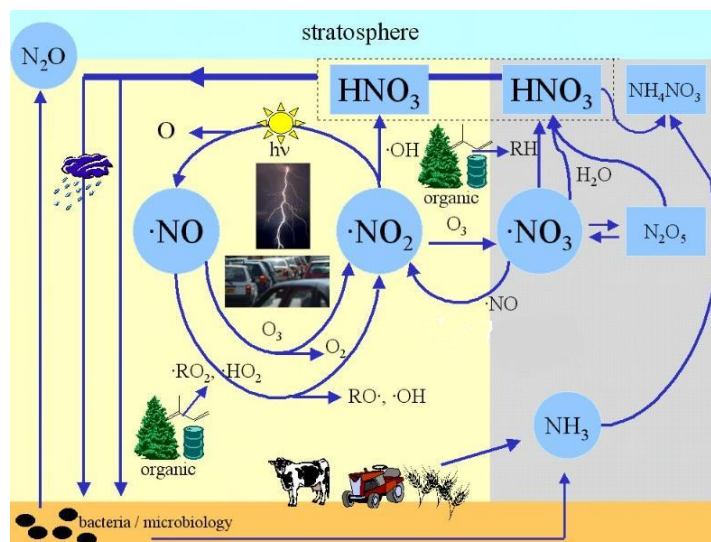 stratosphere
N₂O
HNO₃
HNO₃
NH₄NO₃
O
hν
·OH
RH
organic
H₂O
·NO
·NO₂
O₃
·NO₃
N₂O₅
·NO
O₃
O₂
·RO₂, ·HO₂
RO·, ·OH
organic
NH₃
bacteria / microbiology